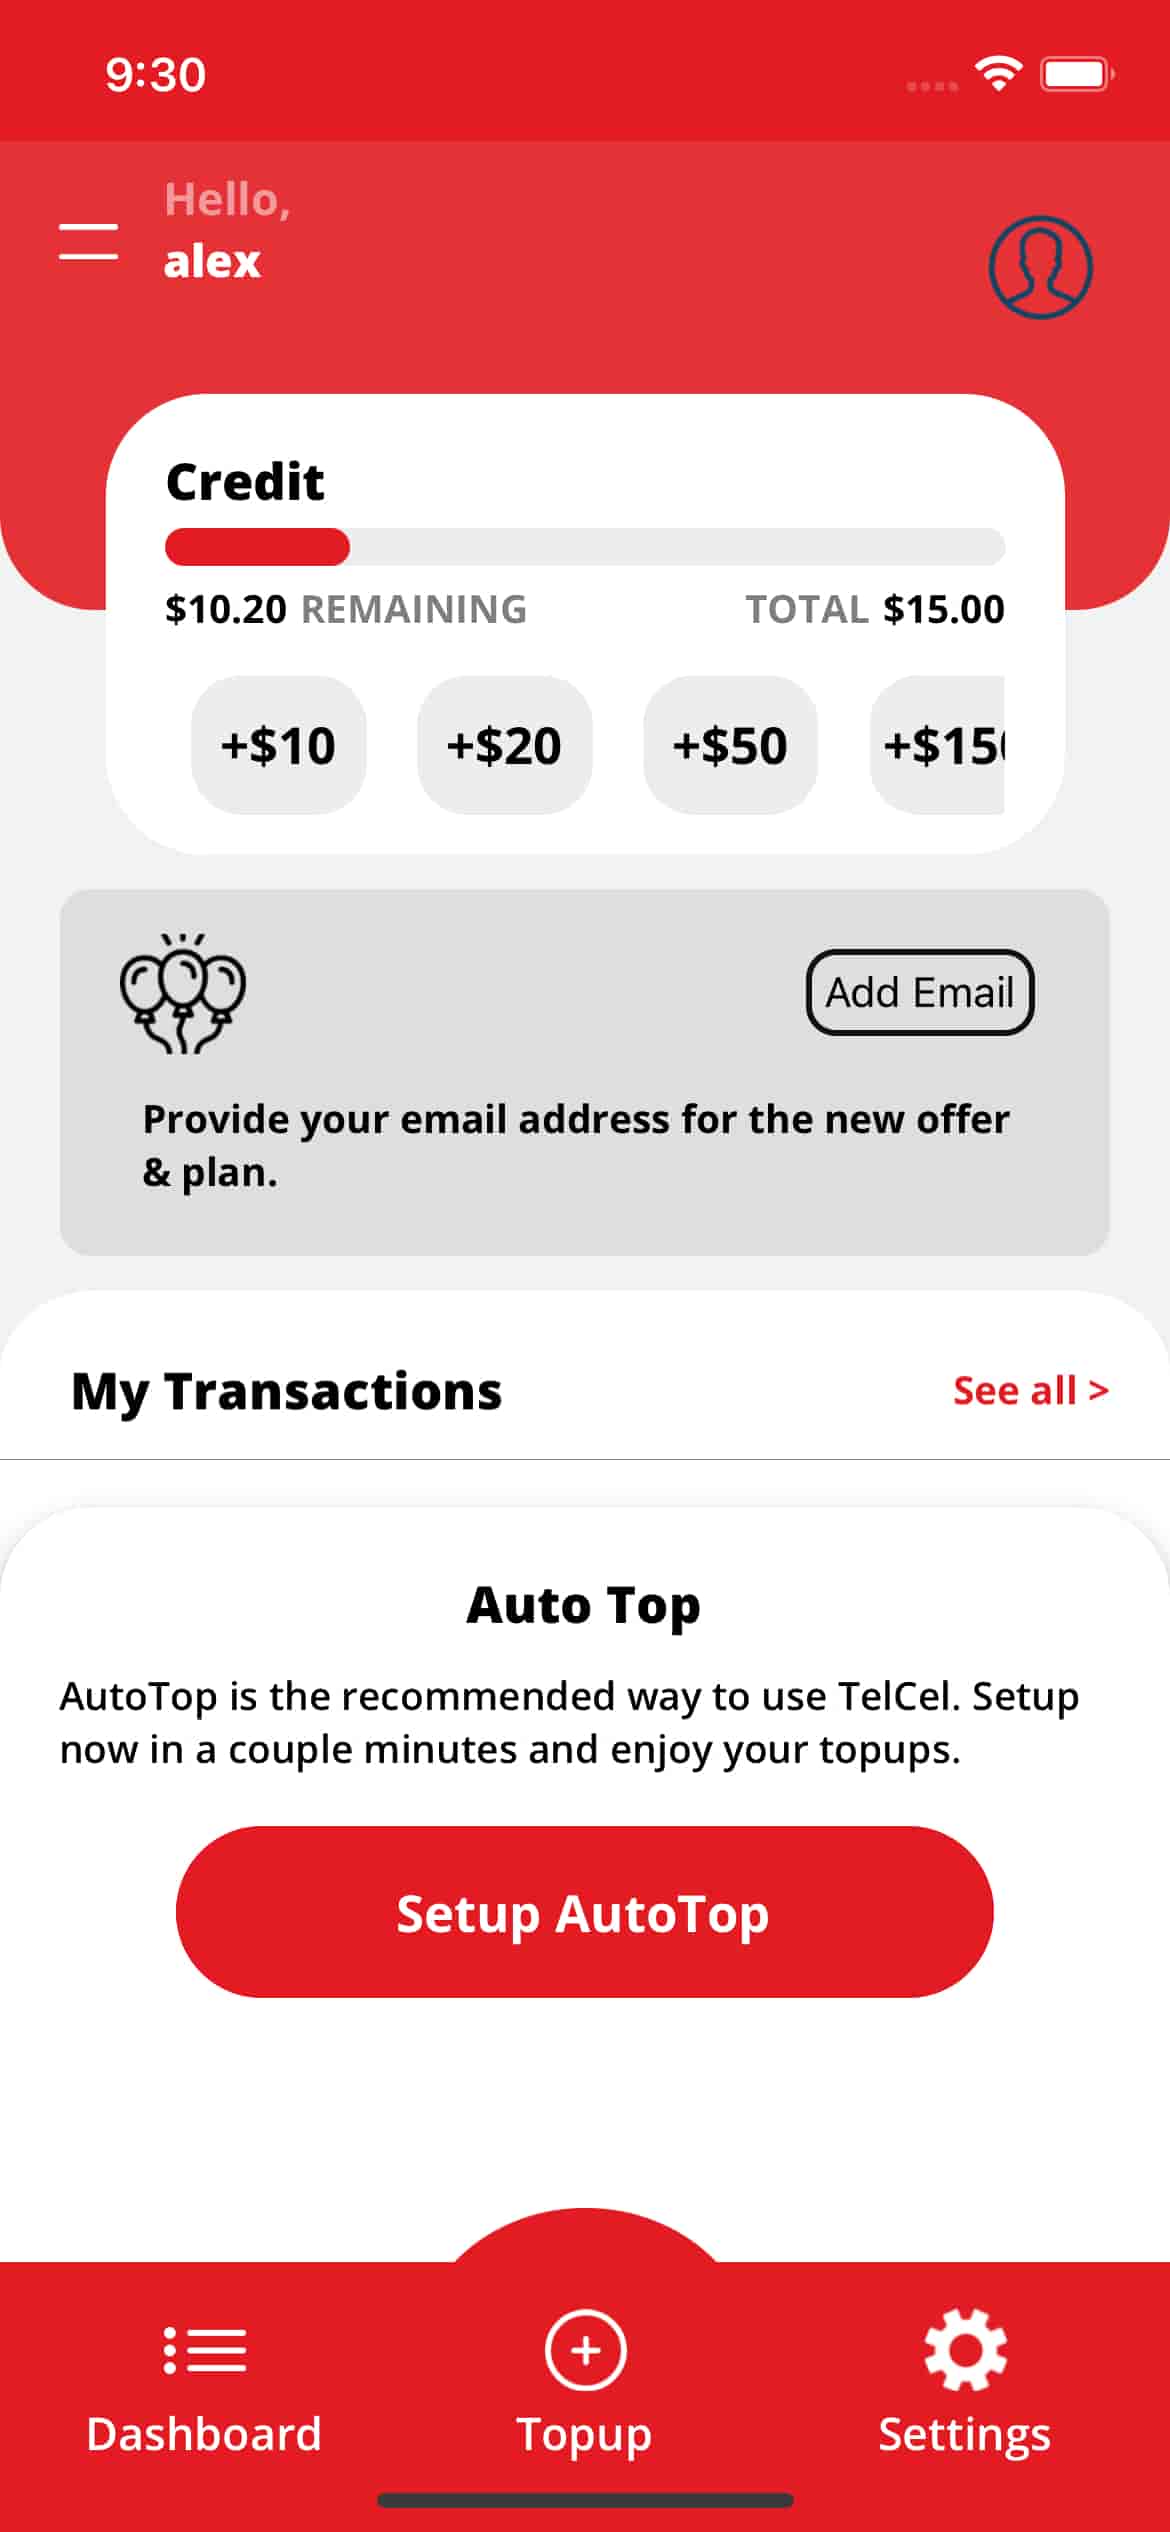 9:30
Hello,
alex
Credit
$10.20 REMAINING
TOTAL $15.00
+$10
+$20
+$50
+$15
Add Email
Provide your email address for the new offer
& plan.
My Transactions
See all >
Auto Top
AutoTop is the recommended way to use TelCel. Setup
now in a couple minutes and enjoy your topups.
Setup AutoTop
Dashboard
Topup
Settings